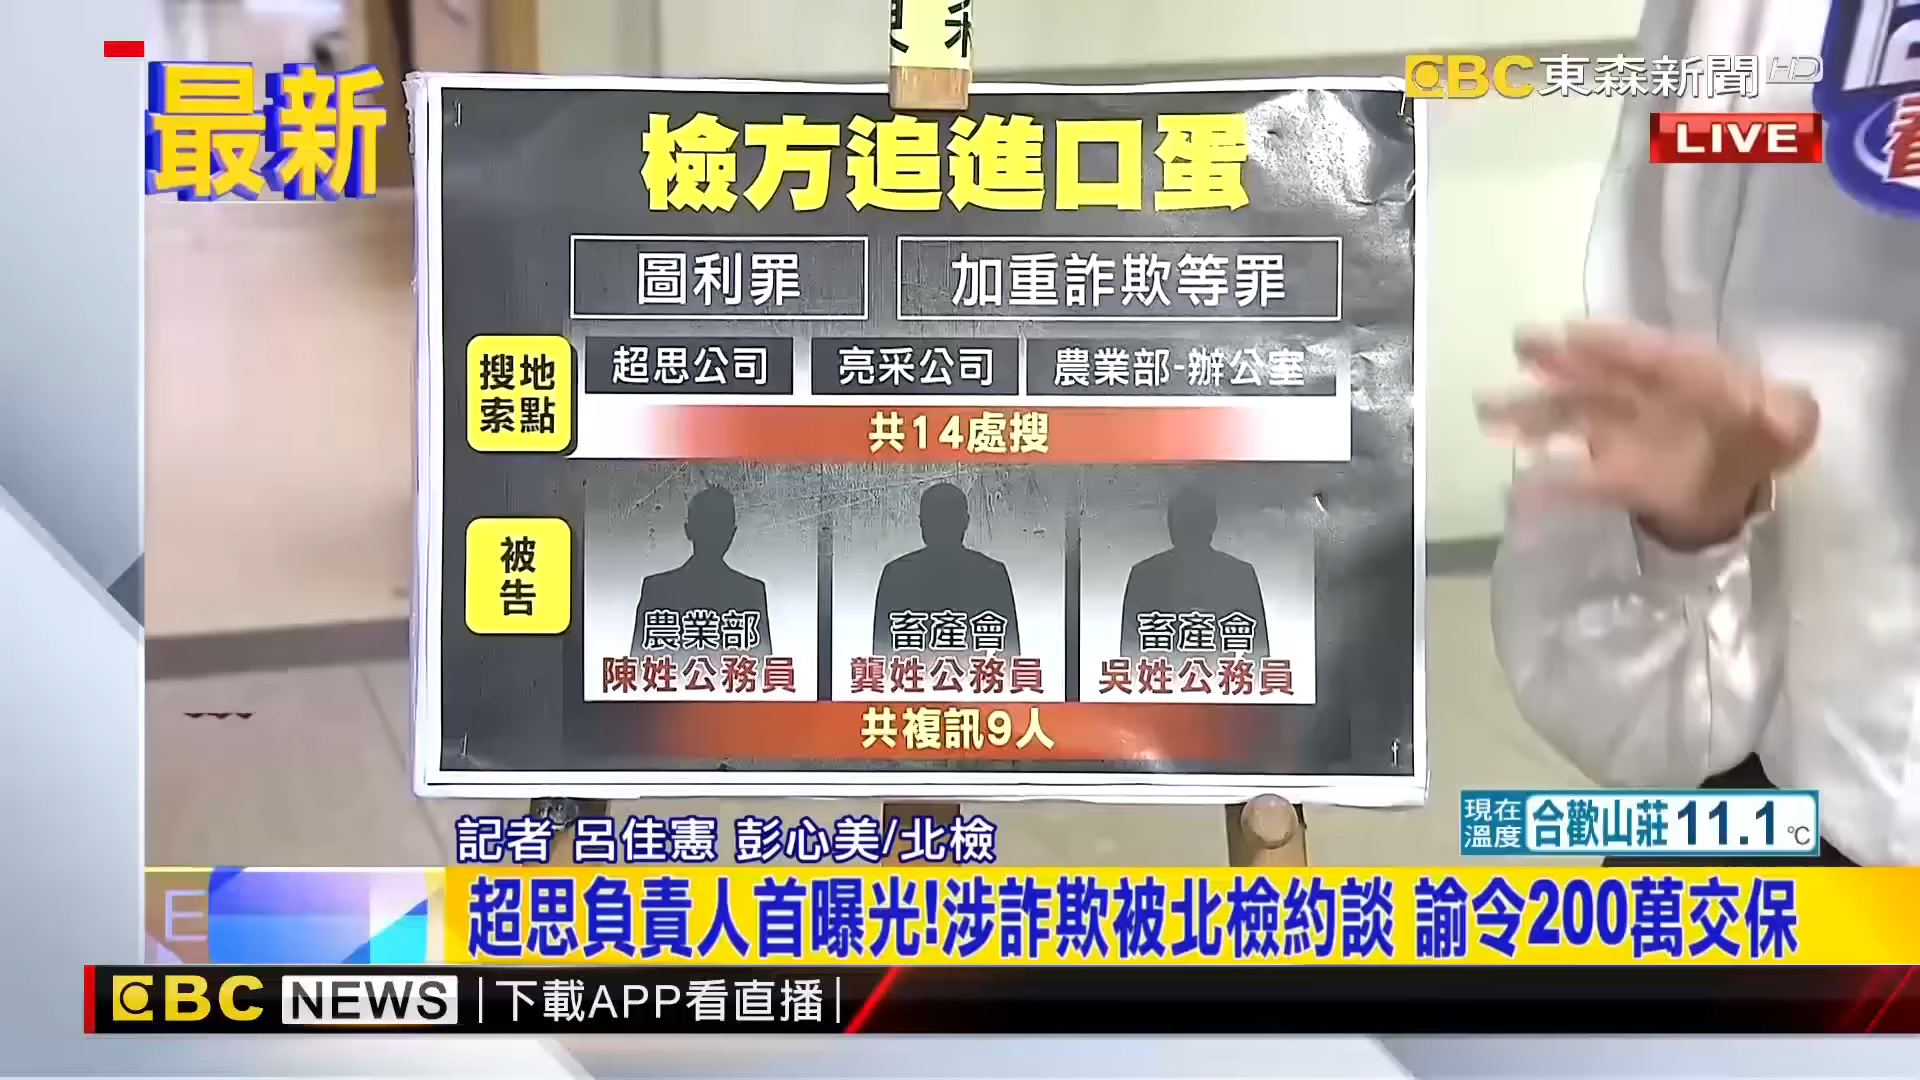 最新
EBC東森新聞HD
LIVE
檢方追進口蛋
圖利罪
加重詐欺等罪
搜索地點
超思公司
亮采公司
農業部-辦公室
共14處搜
被告
農業部
陳姓公務員
畜產會
龔姓公務員
畜產會
吳姓公務員
共複訊9人
記者 呂佳憲 彭心美/北檢
現在溫度
合歡山莊 11.1℃
超思負責人首曝光!涉詐欺被北檢約談 諭令200萬交保
EBC NEWS
下載APP看直播